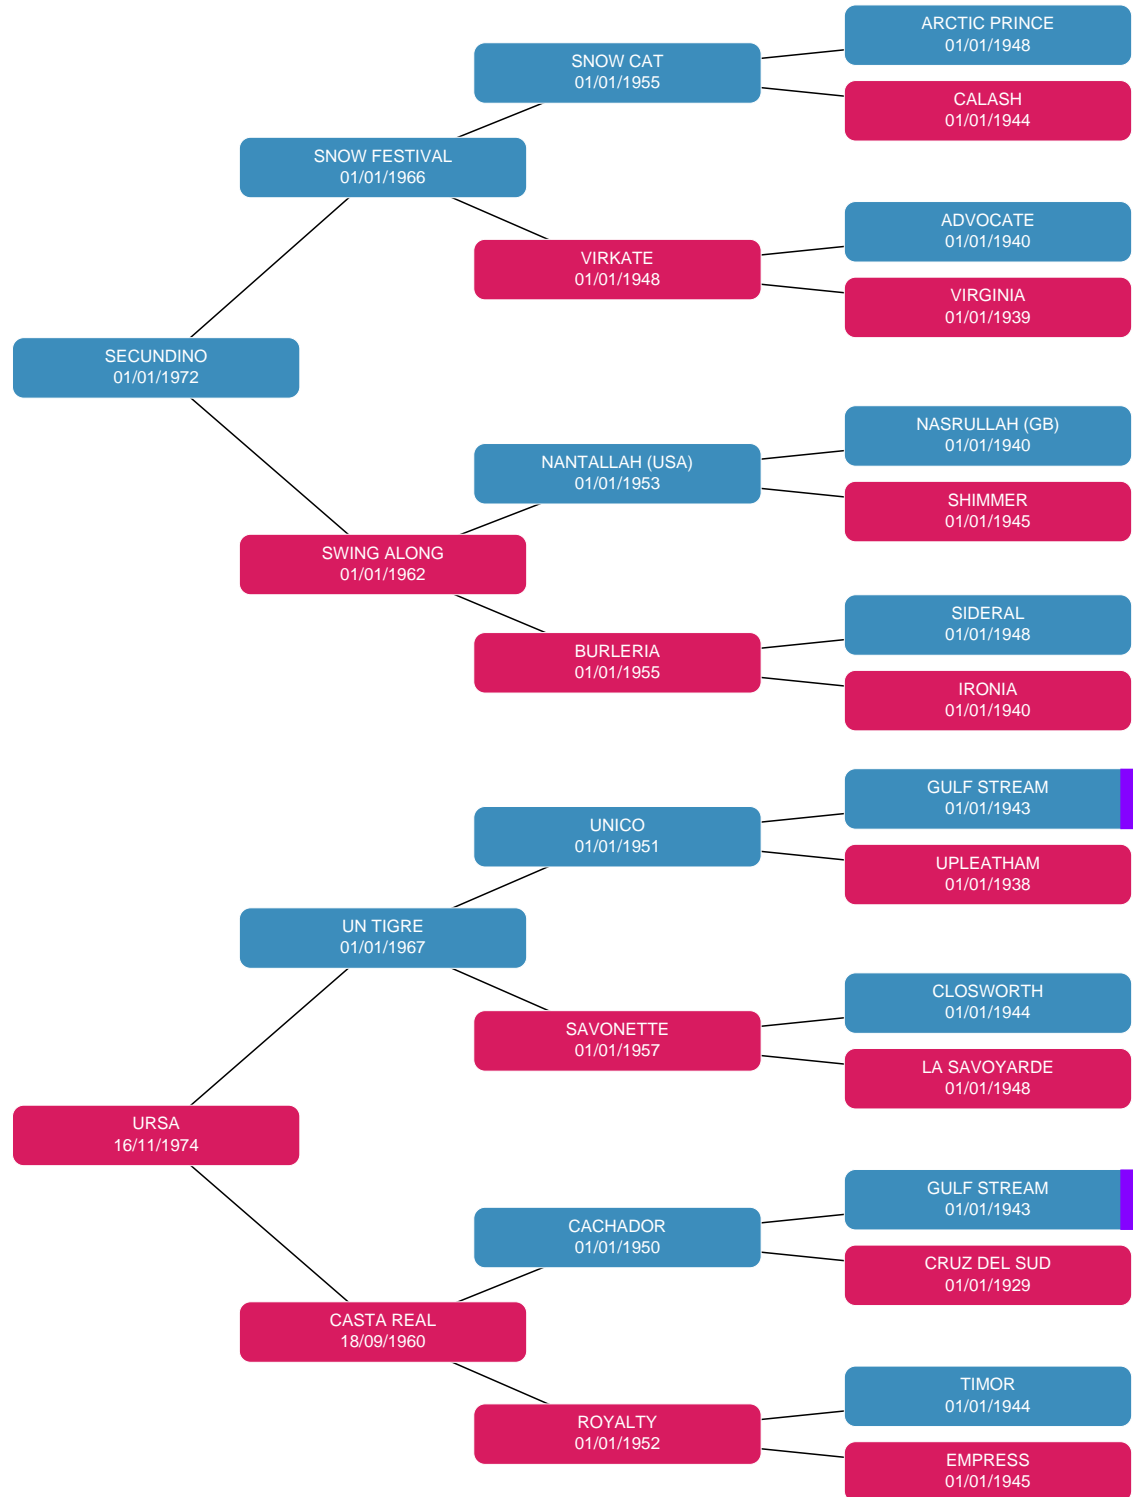 ARCTIC PRINCE
01/01/1948
SNOW CAT
01/01/1955
CALASH
01/01/1944
SNOW FESTIVAL
01/01/1966
ADVOCATE
01/01/1940
VIRKATE
01/01/1948
VIRGINIA
01/01/1939
SECUNDINO
01/01/1972
NASRULLAH (GB)
01/01/1940
NANTALLAH (USA)
01/01/1953
SHIMMER
01/01/1945
SWING ALONG
01/01/1962
SIDERAL
01/01/1948
BURLERIA
01/01/1955
IRONIA
01/01/1940
GULF STREAM
01/01/1943
UNICO
01/01/1951
UPLEATHAM
01/01/1938
UN TIGRE
01/01/1967
CLOSWORTH
01/01/1944
SAVONETTE
01/01/1957
LA SAVOYARDE
01/01/1948
URSA
16/11/1974
GULF STREAM
01/01/1943
CACHADOR
01/01/1950
CRUZ DEL SUD
01/01/1929
CASTA REAL
18/09/1960
TIMOR
01/01/1944
ROYALTY
01/01/1952
EMPRESS
01/01/1945